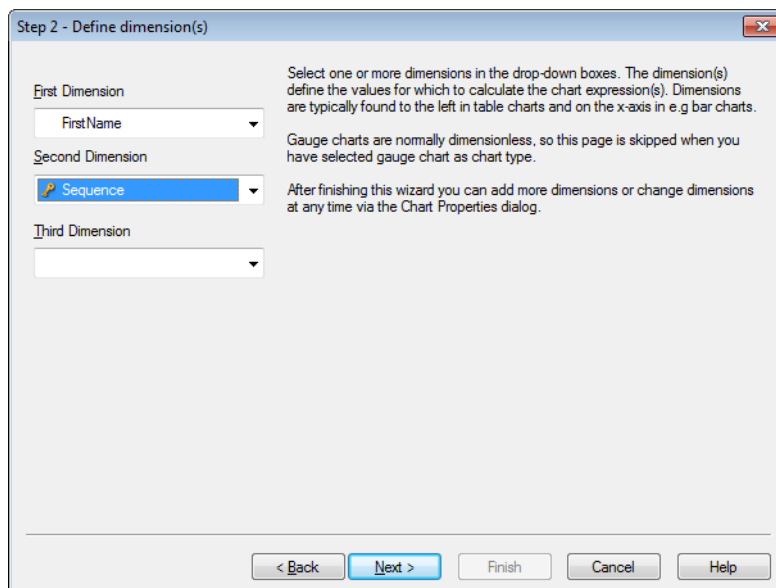 Step 2 - Define dimension(s)
First Dimension
FirstName
Second Dimension
Sequence
Third Dimension
Select one or more dimensions in the drop-down boxes. The dimension(s)
define the values for which to calculate the chart expression(s). Dimensions
are typically found to the left in table charts and on the x-axis in e.g bar charts.
Gauge charts are normally dimensionless, so this page is skipped when you
have selected gauge chart as chart type.
After finishing this wizard you can add more dimensions or change dimensions
at any time via the Chart Properties dialog.
< Back
Next >
Finish
Cancel
Help